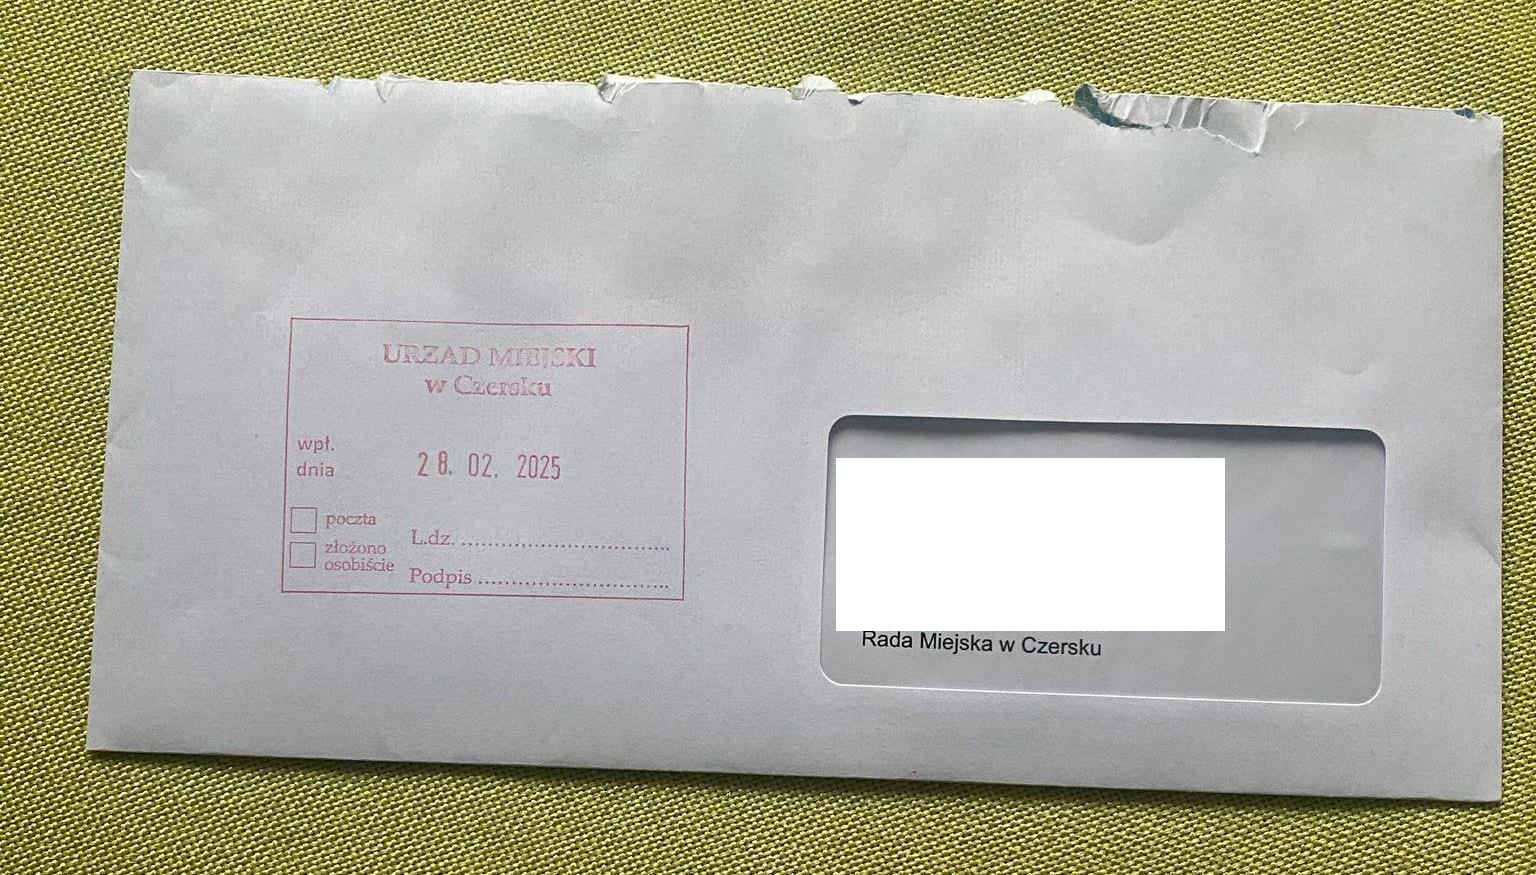 URZĄD MIEJSKI
w Czersku
wpł.
dnia
28. 02. 2025
poczta
złożono
osobiście
L.dz. ........................................
Podpis ....................................
Rada Miejska w Czersku